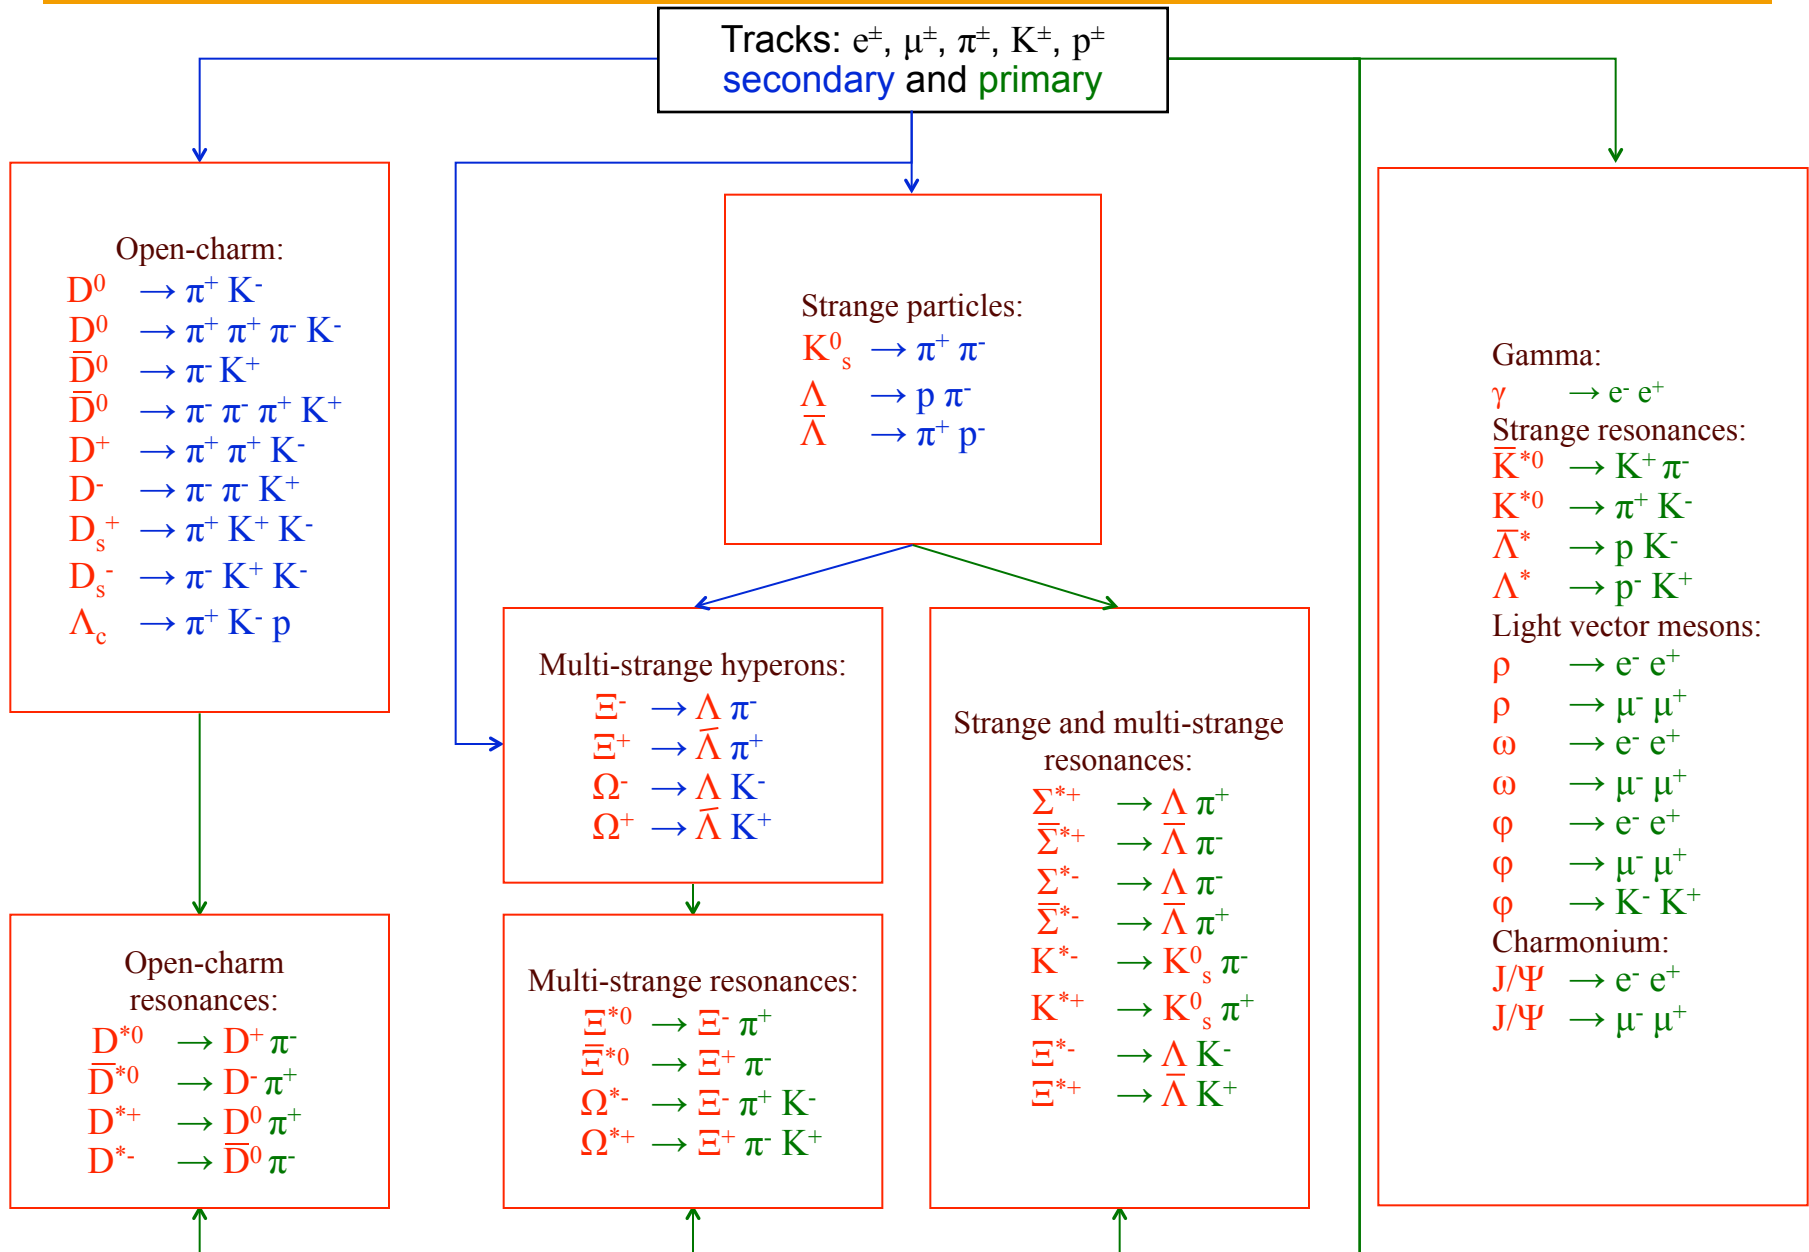 Tracks: e±, μ±, π±, K±, p±
secondary and primary
Open-charm:
D⁰ → π⁺ K⁻
D⁰ → π⁺ π⁺ π⁻ K⁻
D̅⁰ → π⁻ K⁺
D̅⁰ → π⁻ π⁻ π⁺ K⁺
D⁺ → π⁺ π⁺ K⁻
D⁻ → π⁻ π⁻ K⁺
Dₛ⁺ → π⁺ K⁺ K⁻
Dₛ⁻ → π⁻ K⁺ K⁻
Λc → π⁺ K⁻ p
Strange particles:
K⁰ₛ → π⁺ π⁻
Λ → p π⁻
Λ̅ → π⁺ p⁻
Multi-strange hyperons:
Ξ⁻ → Λ π⁻
Ξ⁺ → Λ̅ π⁺
Ω⁻ → Λ K⁻
Ω⁺ → Λ̅ K⁺
Strange and multi-strange
resonances:
Σ*⁺ → Λ π⁺
Σ̅*⁺ → Λ̅ π⁻
Σ*⁻ → Λ π⁻
Σ̅*⁻ → Λ̅ π⁺
K*⁻ → K⁰ₛ π⁻
K*⁺ → K⁰ₛ π⁺
Ξ*⁻ → Λ K⁻
Ξ*⁺ → Λ̅ K⁺
Gamma:
γ → e⁻ e⁺
Strange resonances:
K̅*⁰ → K⁺ π⁻
K*⁰ → π⁺ K⁻
Λ̅* → p K⁻
Λ* → p⁻ K⁺
Light vector mesons:
ρ → e⁻ e⁺
ρ → μ⁻ μ⁺
ω → e⁻ e⁺
ω → μ⁻ μ⁺
φ → e⁻ e⁺
φ → μ⁻ μ⁺
φ → K⁻ K⁺
Charmonium:
J/Ψ → e⁻ e⁺
J/Ψ → μ⁻ μ⁺
Open-charm
resonances:
D*⁰ → D⁺ π⁻
D̅*⁰ → D⁻ π⁺
D*⁺ → D⁰ π⁺
D*⁻ → D̅⁰ π⁻
Multi-strange resonances:
Ξ*⁰ → Ξ⁻ π⁺
Ξ̅*⁰ → Ξ⁺ π⁻
Ω*⁻ → Ξ⁻ π⁺ K⁻
Ω*⁺ → Ξ⁺ π⁻ K⁺